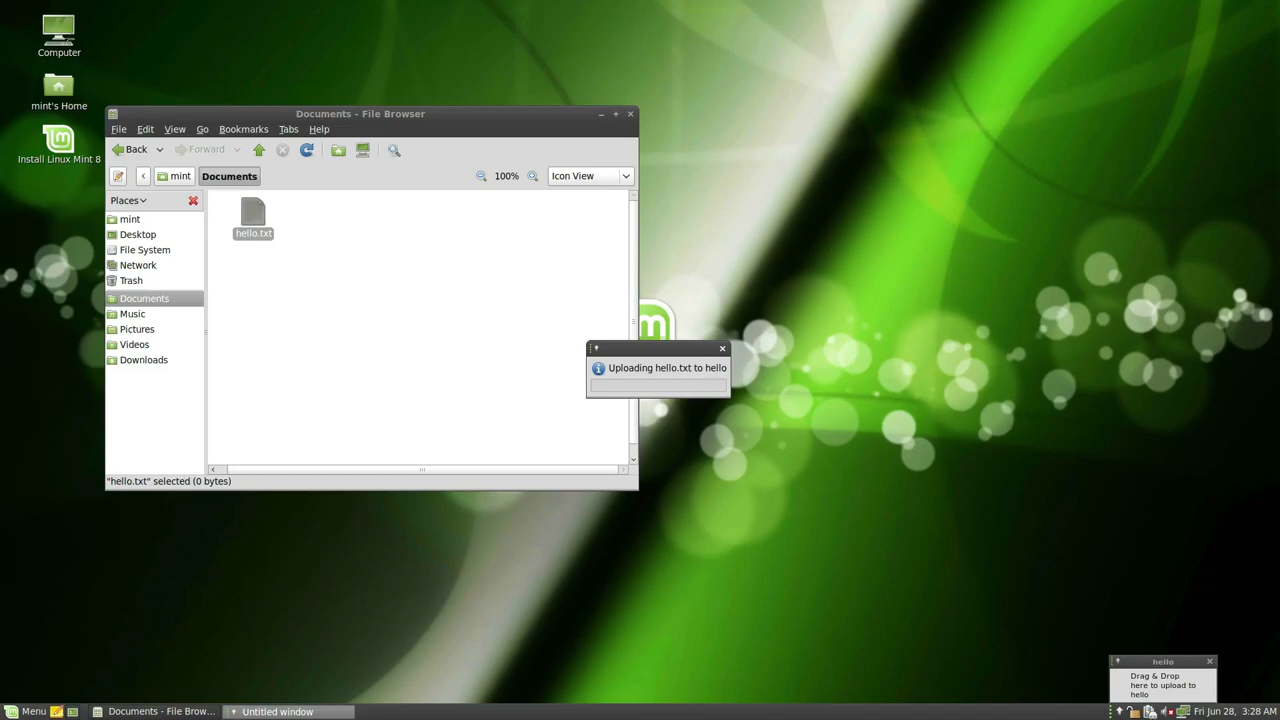 Computer
mint's Home
Install Linux Mint 8
Documents - File Browser
File Edit View Go Bookmarks Tabs Help
Back Forward
mint Documents 100% Icon View
Places
mint
Desktop
File System
Network
Trash
Documents
Music
Pictures
Videos
Downloads
hello.txt
"hello.txt" selected (0 bytes)
Uploading hello.txt to hello
hello
Drag & Drop
here to upload to
hello
Menu Documents - File Brow... Untitled window Fri Jun 28, 3:28 AM